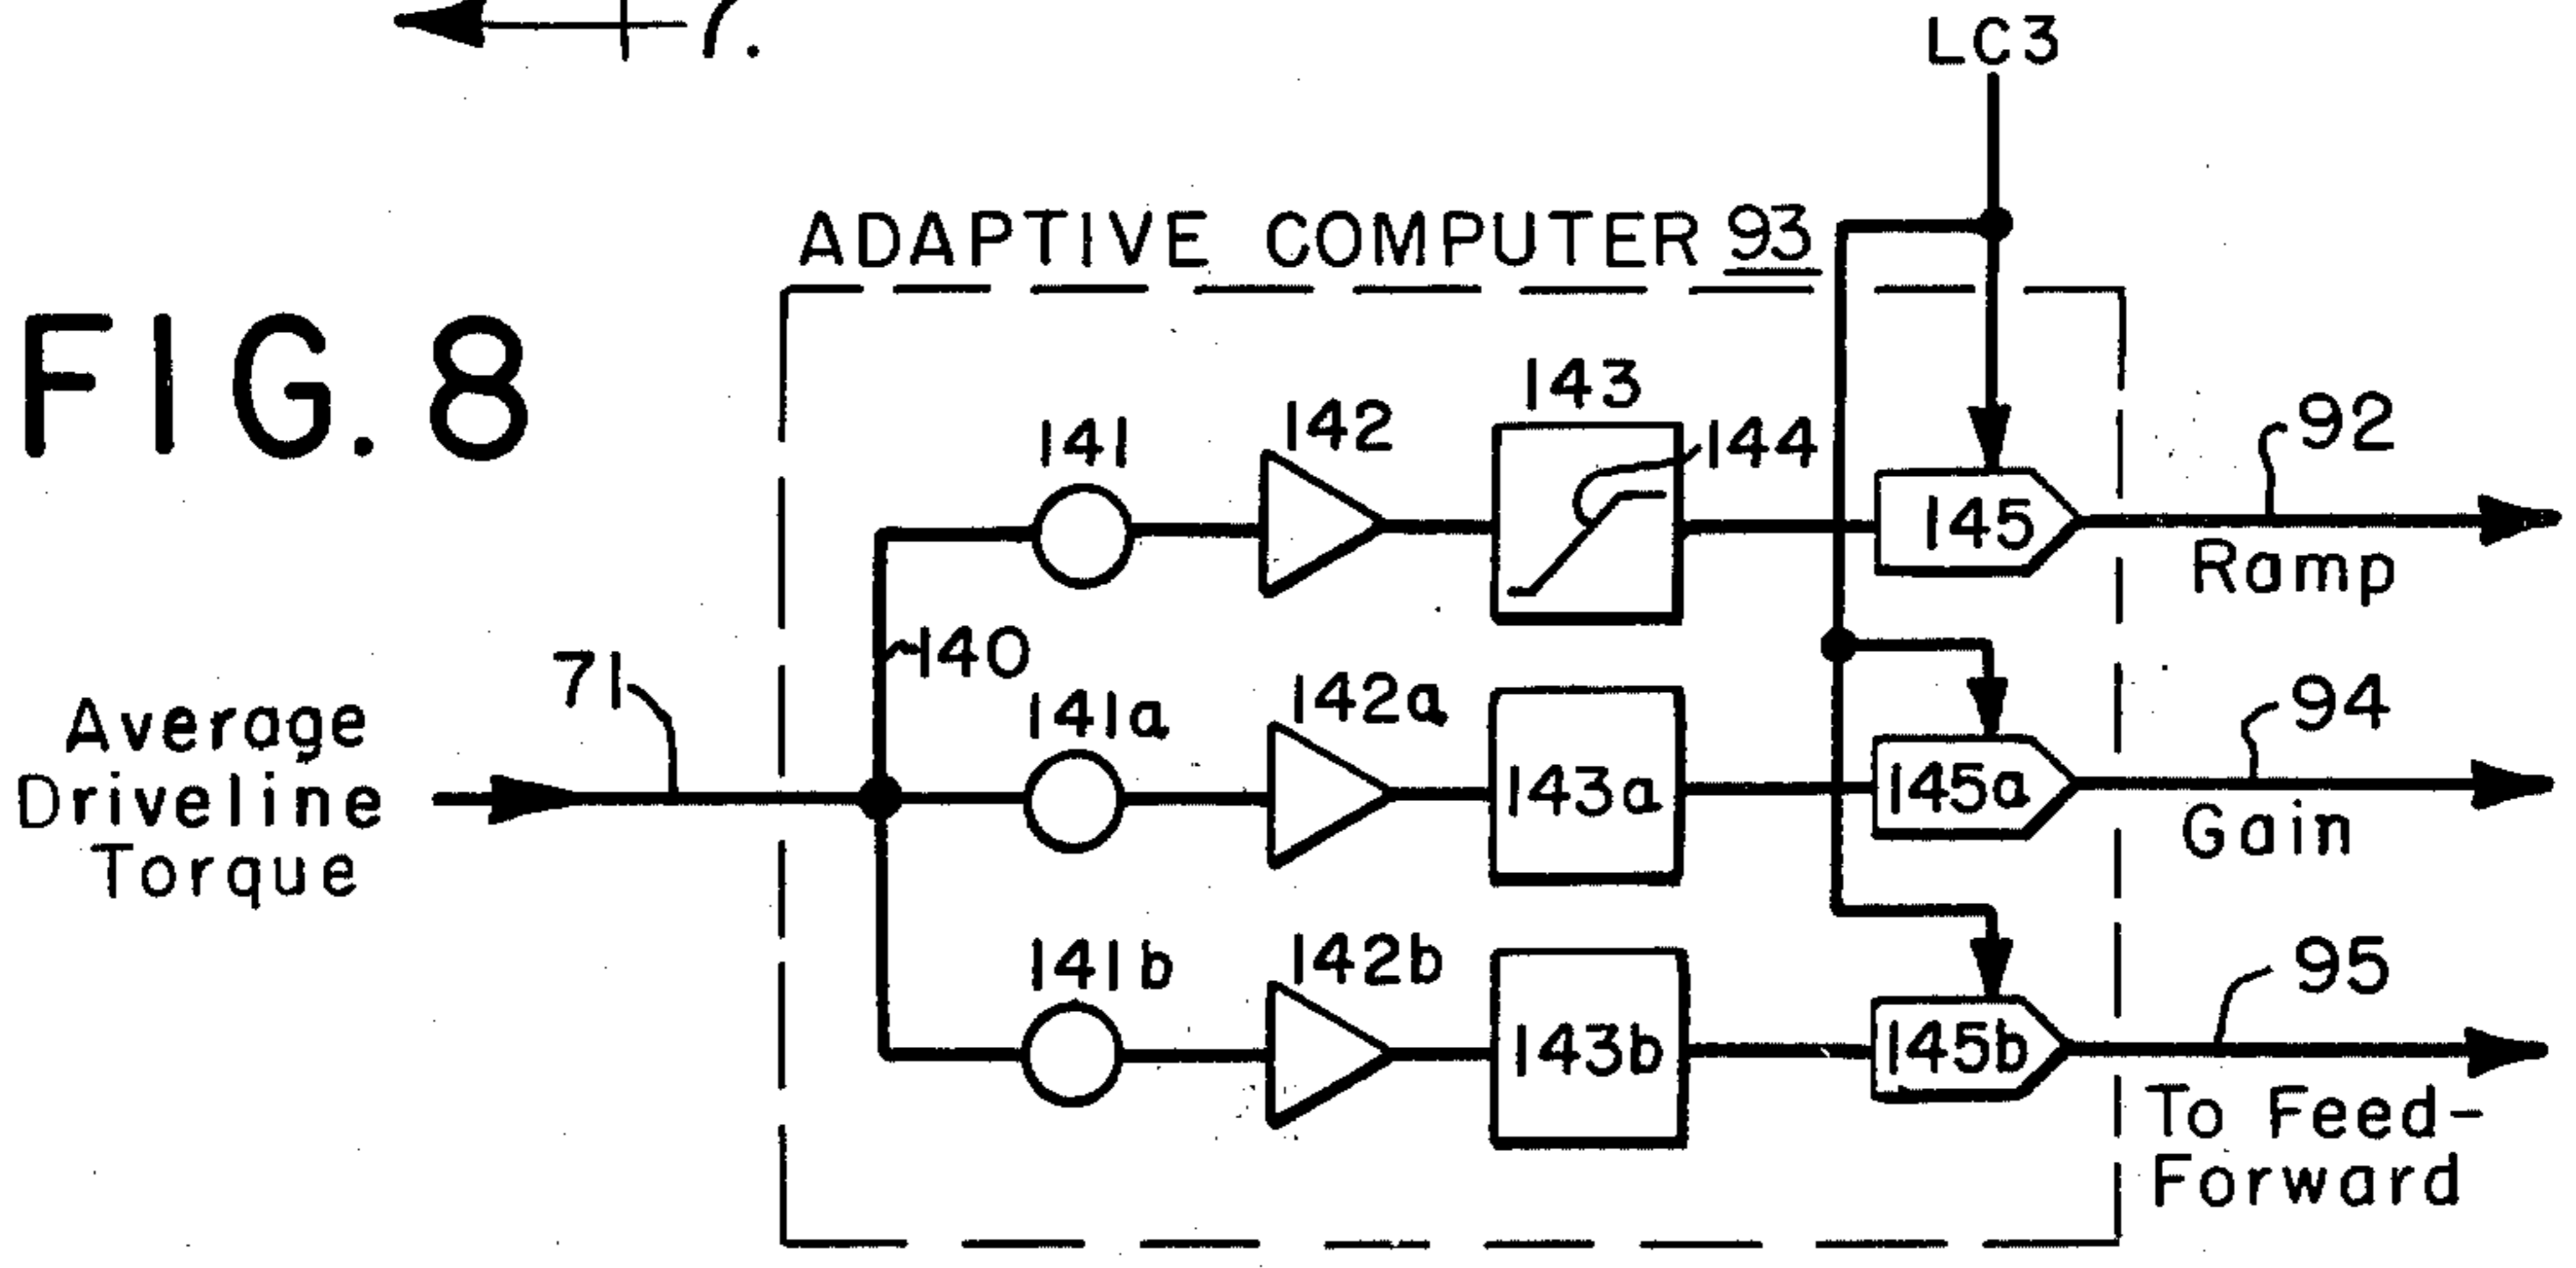 7.
LC3
ADAPTIVE COMPUTER 93
FIG. 8
143
142
141
144
92
145
Ramp
140
71
Average
Driveline
Torque
141a
142a
143a
145a
94
Gain
141b
142b
143b
145b
95
To Feed-
Forward